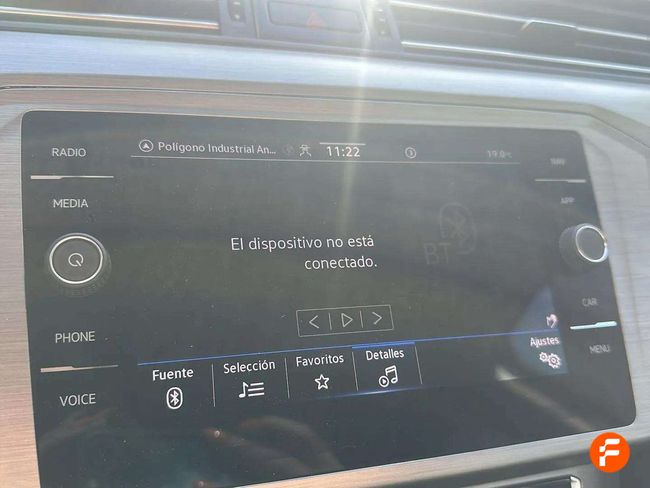 RADIO
MEDIA
PHONE
VOICE
Polígono Industrial An...
11:22
19.0°C
El dispositivo no está
conectado.
BT
Fuente
Selección
Favoritos
Detalles
Ajustes
NAV
APP
CAR
MENU